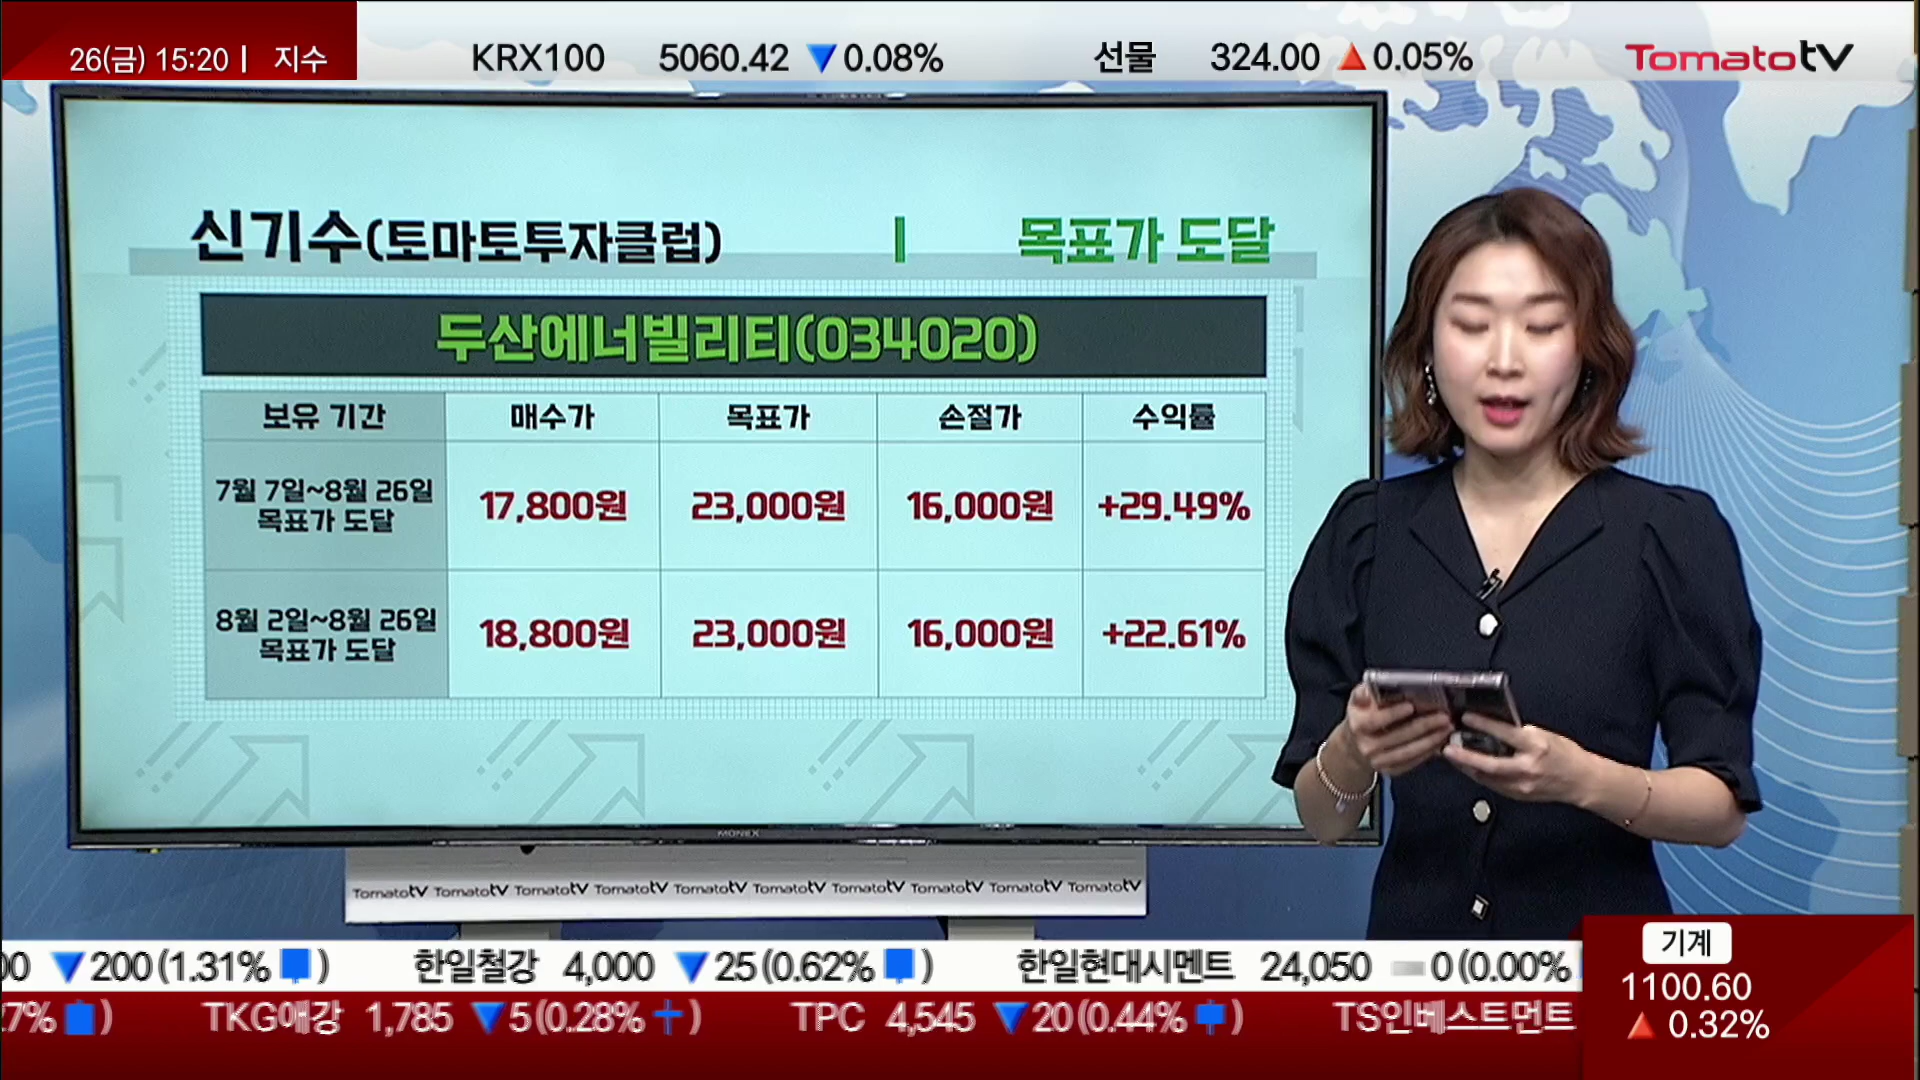 26(금) 15:20 | 지수 KRX100 5060.42 ▼0.08% 선물 324.00 ▲0.05% Tomatotv
신기수(토마토투자클럽) | 목표가 도달
두산에너빌리티(034020)
보유 기간 매수가 목표가 손절가 수익률
7월 7일~8월 26일
목표가 도달
17,800원 23,000원 16,000원 +29.49%
8월 2일~8월 26일
목표가 도달
18,800원 23,000원 16,000원 +22.61%
MONEX
Tomatotv Tomatotv Tomatotv Tomatotv Tomatotv Tomatotv Tomatotv Tomatotv Tomatotv Tomatotv
00 ▼200(1.31% ) 한일철강 4,000 ▼25(0.62% ) 한일현대시멘트 24,050 0(0.00%
27% ) TKG애강 1,785 ▼5(0.28% ) TPC 4,545 ▼20(0.44% ) TS인베스트먼트
기계
1100.60
▲ 0.32%